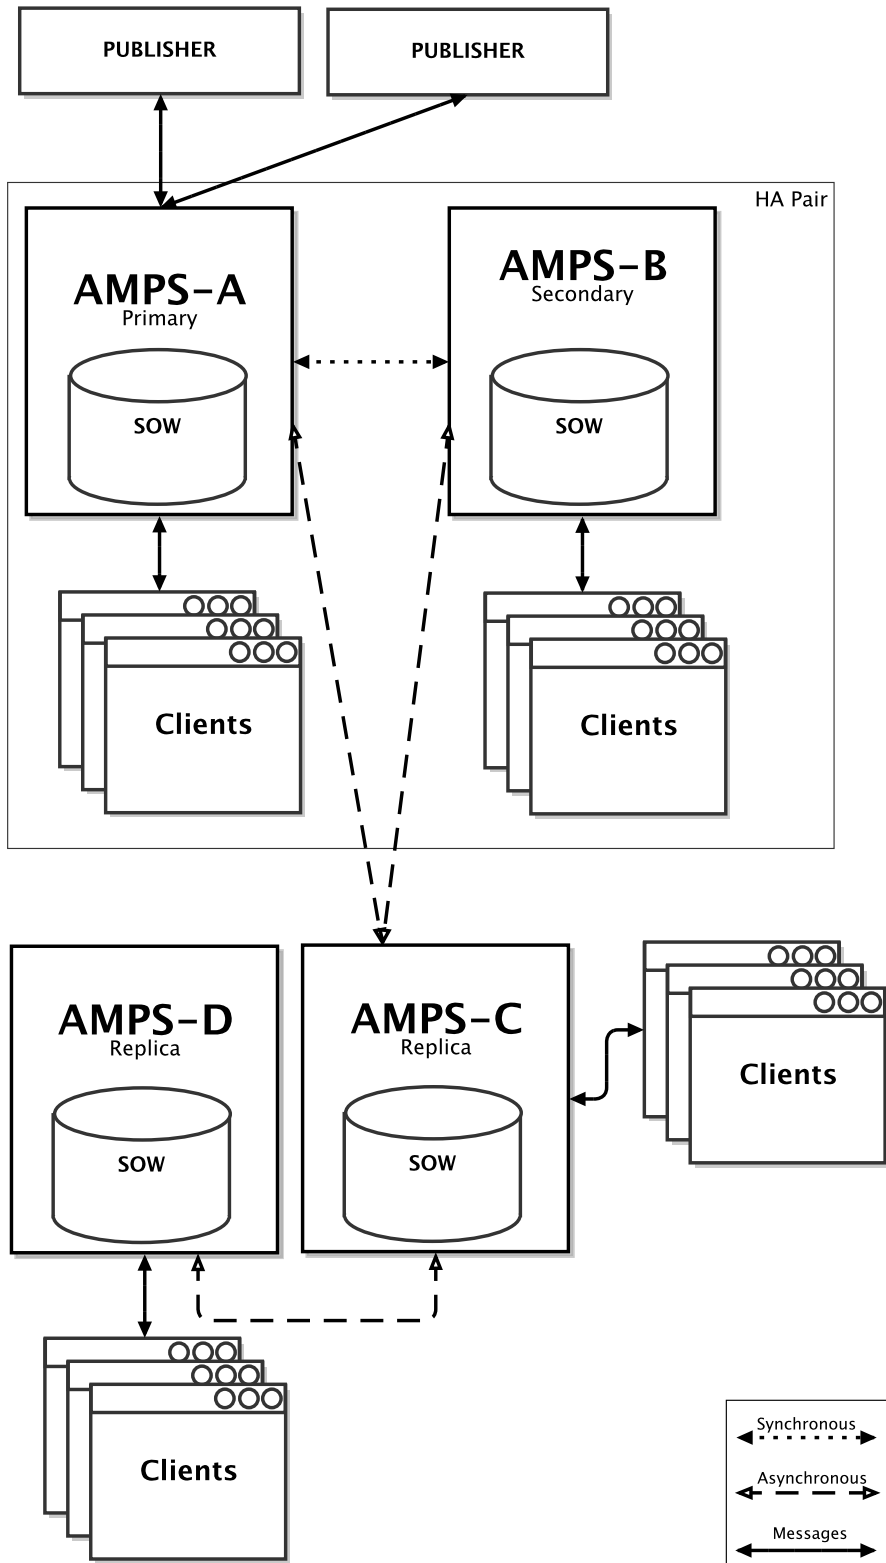 PUBLISHER
PUBLISHER
HA Pair
AMPS-A
Primary
SOW
AMPS-B
Secondary
SOW
Clients
Clients
AMPS-D
Replica
SOW
AMPS-C
Replica
SOW
Clients
Clients
Synchronous
Asynchronous
Messages